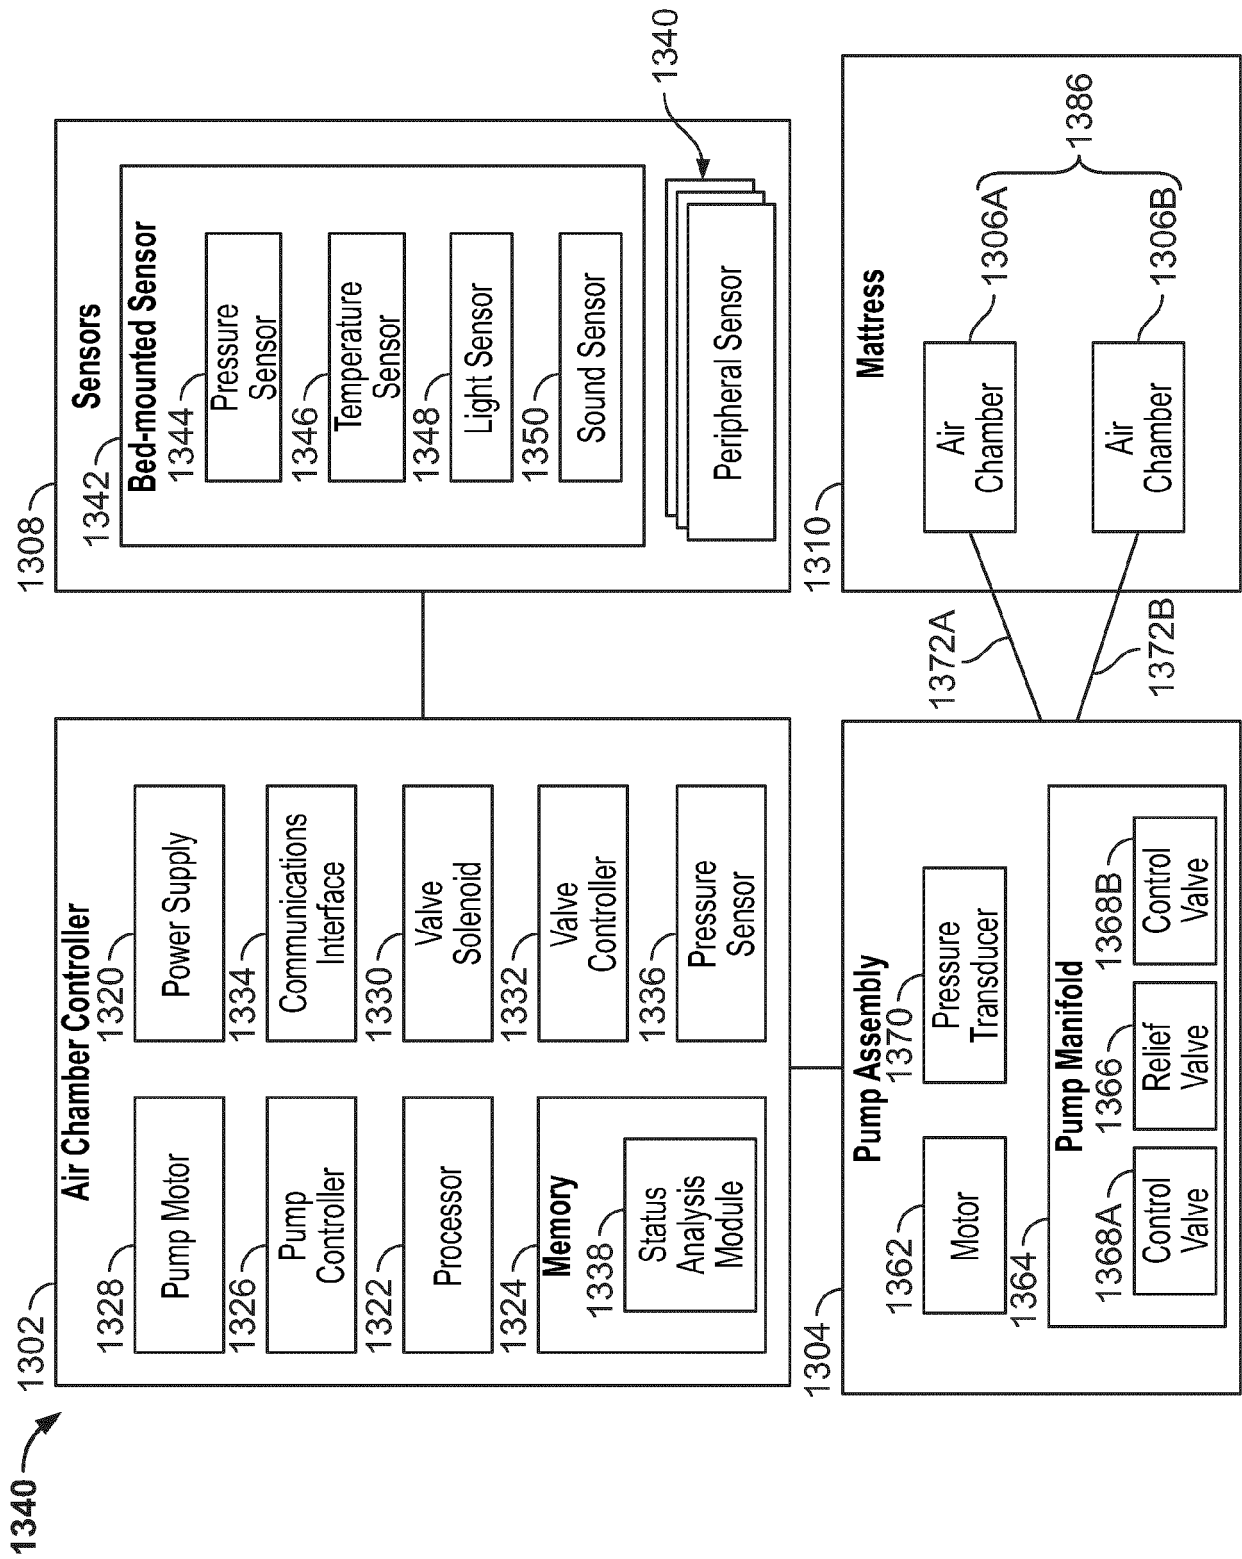 1340
1302
Air Chamber Controller
1328
Pump Motor
1320
Power Supply
1326
Pump
Controller
1334
Communications
Interface
1322
Processor
1330
Valve
Solenoid
1324
Memory
1338
Status
Analysis
Module
1332
Valve
Controller
1336
Pressure
Sensor
1308
Sensors
1342
Bed-mounted Sensor
1344
Pressure
Sensor
1346
Temperature
Sensor
1348
Light Sensor
1350
Sound Sensor
1340
Peripheral Sensor
1304
Pump Assembly
1362
Motor
1370
Pressure
Transducer
1364
Pump Manifold
1368A
Control
Valve
1366
Relief
Valve
1368B
Control
Valve
1372A
1372B
1310
Mattress
Air
Chamber
1306A
Air
Chamber
1306B
1386